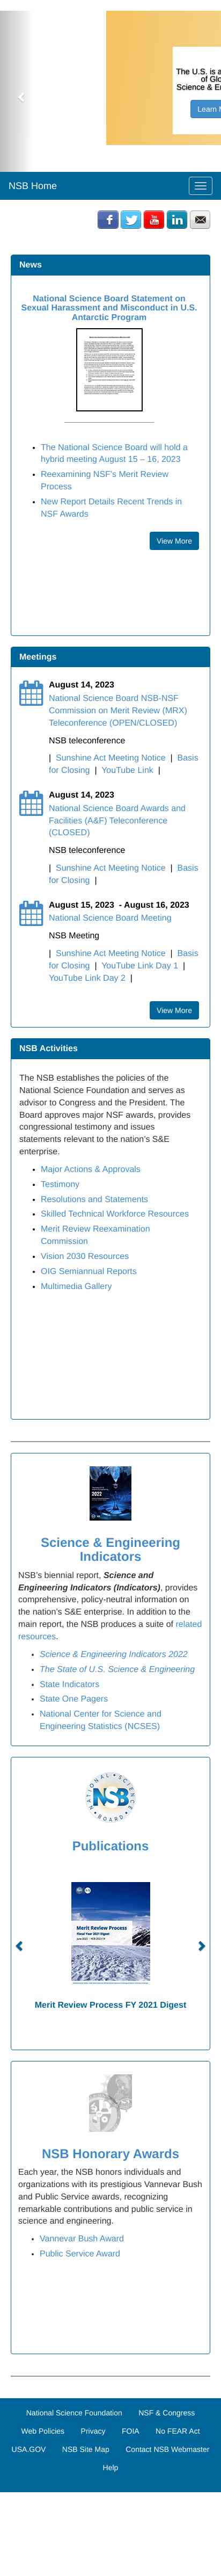 The U.S. is a
of Glo
Science & En
Learn M
NSB Home
News
National Science Board Statement on
Sexual Harassment and Misconduct in U.S.
Antarctic Program
The National Science Board will hold a
hybrid meeting August 15 – 16, 2023
Reexamining NSF's Merit Review
Process
New Report Details Recent Trends in
NSF Awards
View More
Meetings
August 14, 2023
National Science Board NSB-NSF
Commission on Merit Review (MRX)
Teleconference (OPEN/CLOSED)
NSB teleconference
| Sunshine Act Meeting Notice | Basis
for Closing | YouTube Link |
August 14, 2023
National Science Board Awards and
Facilities (A&F) Teleconference
(CLOSED)
NSB teleconference
| Sunshine Act Meeting Notice | Basis
for Closing |
August 15, 2023 - August 16, 2023
National Science Board Meeting
NSB Meeting
| Sunshine Act Meeting Notice | Basis
for Closing | YouTube Link Day 1 |
YouTube Link Day 2 |
View More
NSB Activities
The NSB establishes the policies of the
National Science Foundation and serves as
advisor to Congress and the President. The
Board approves major NSF awards, provides
congressional testimony and issues
statements relevant to the nation's S&E
enterprise.
Major Actions & Approvals
Testimony
Resolutions and Statements
Skilled Technical Workforce Resources
Merit Review Reexamination
Commission
Vision 2030 Resources
OIG Semiannual Reports
Multimedia Gallery
2022
Science & Engineering
Indicators
NSB's biennial report, Science and
Engineering Indicators (Indicators), provides
comprehensive, policy-neutral information on
the nation's S&E enterprise. In addition to the
main report, the NSB produces a suite of related
resources.
Science & Engineering Indicators 2022
The State of U.S. Science & Engineering
State Indicators
State One Pagers
National Center for Science and
Engineering Statistics (NCSES)
NATIONAL SCIENCE BOARD
NSB
Publications
Merit Review Process
Fiscal Year 2021 Digest
Merit Review Process FY 2021 Digest
NSB Honorary Awards
Each year, the NSB honors individuals and
organizations with its prestigious Vannevar Bush
and Public Service awards, recognizing
remarkable contributions and public service in
science and engineering.
Vannevar Bush Award
Public Service Award
National Science Foundation NSF & Congress
Web Policies Privacy FOIA No FEAR Act
USA.GOV NSB Site Map Contact NSB Webmaster
Help